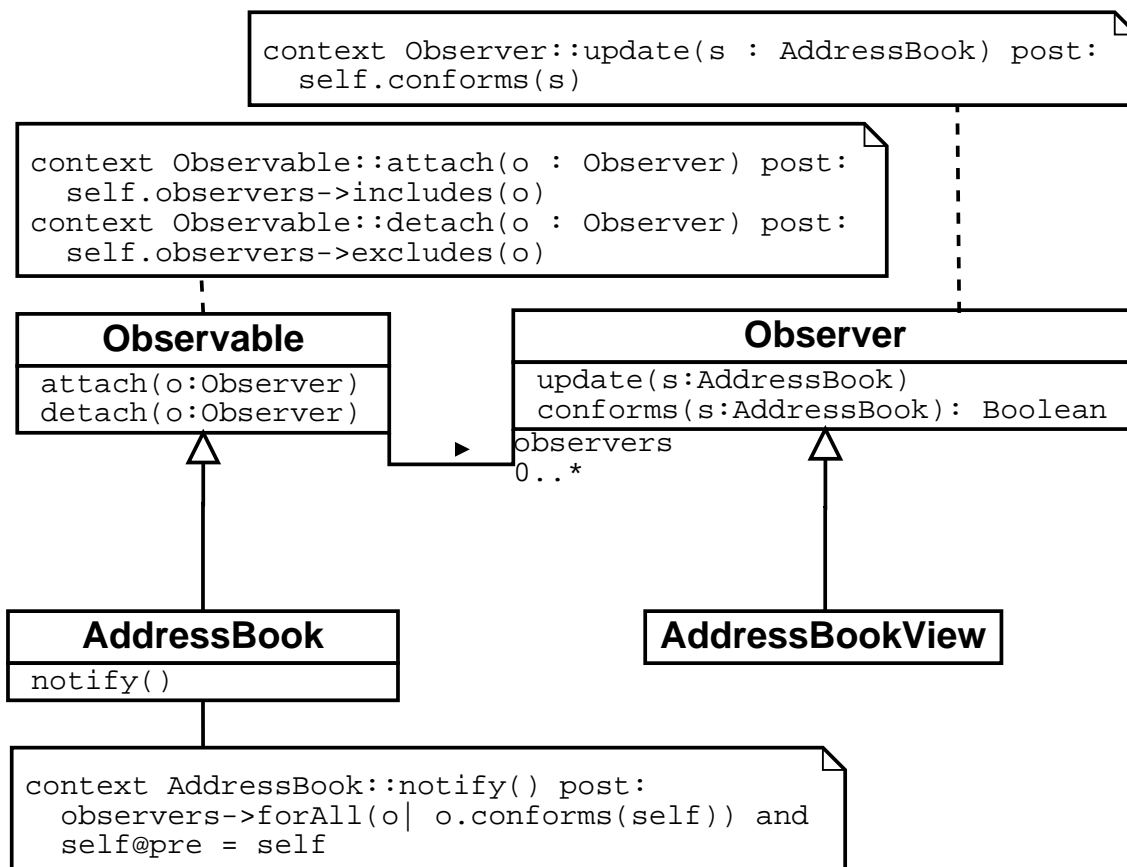 context Observer::update(s : AddressBook) post:
  self.conforms(s)
context Observable::attach(o : Observer) post:
  self.observers->includes(o)
context Observable::detach(o : Observer) post:
  self.observers->excludes(o)
Observable
attach(o:Observer)
detach(o:Observer)
Observer
update(s:AddressBook)
conforms(s:AddressBook): Boolean
observers
0..*
AddressBook
notify()
AddressBookView
context AddressBook::notify() post:
  observers->forAll(o| o.conforms(self)) and
  self@pre = self